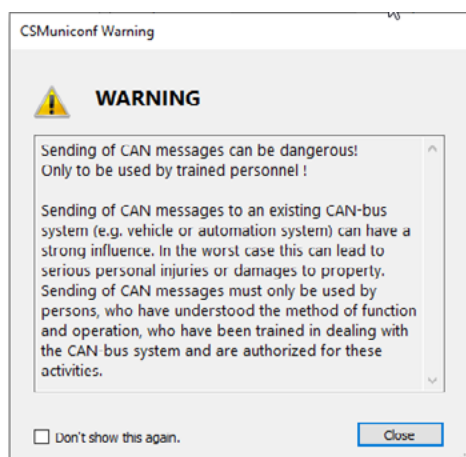 CSMuniconf Warning
WARNING
Sending of CAN messages can be dangerous!
Only to be used by trained personnel !
Sending of CAN messages to an existing CAN-bus
system (e.g. vehicle or automation system) can have a
strong influence. In the worst case this can lead to
serious personal injuries or damages to property.
Sending of CAN messages must only be used by
persons, who have understood the method of function
and operation, who have been trained in dealing with
the CAN-bus system and are authorized for these
activities.
Don't show this again.
Close